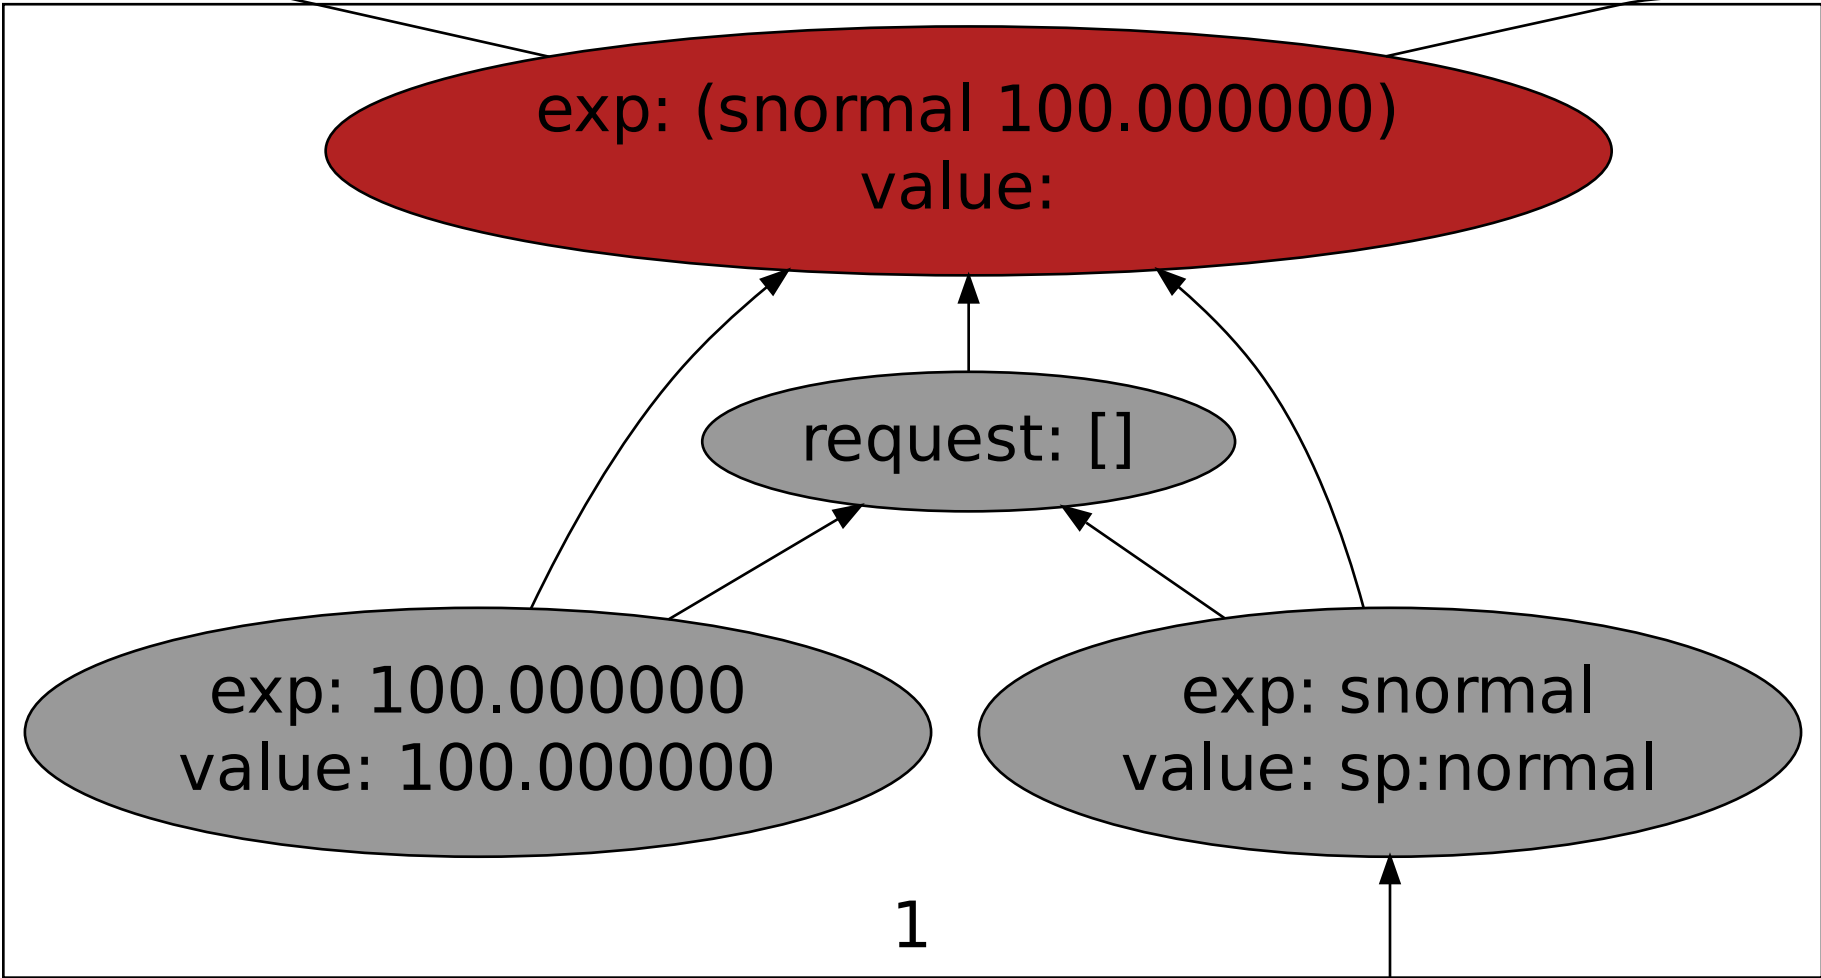 exp: (snormal 100.000000)
value:
request: []
exp: 100.000000
value: 100.000000
exp: snormal
value: sp:normal
1